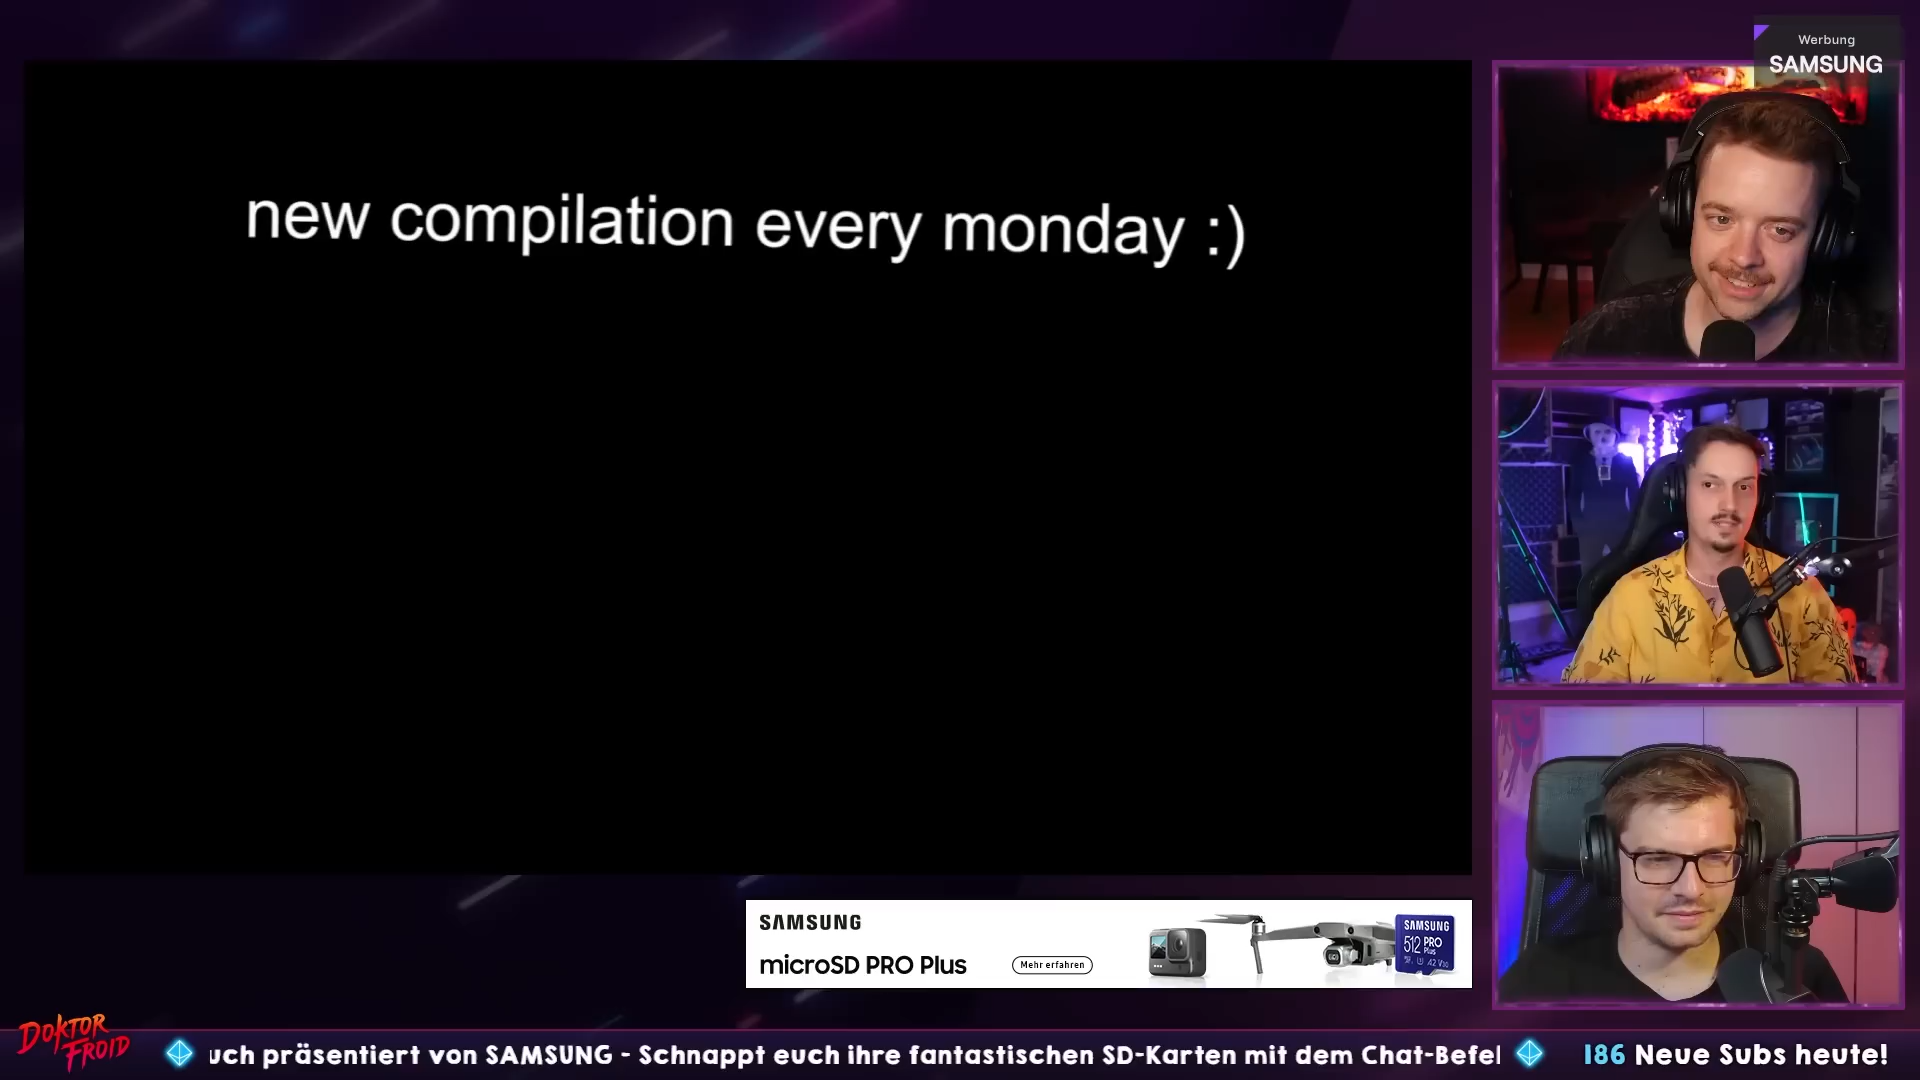 Werbung
SAMSUNG
new compilation every monday :)
SAMSUNG
microSD PRO Plus
Mehr erfahren
SAMSUNG
512 PRO
Plus
DOKTOR
FROID
uch präsentiert von SAMSUNG - Schnappt euch ihre fantastischen SD-Karten mit dem Chat-Befel
186 Neue Subs heute!